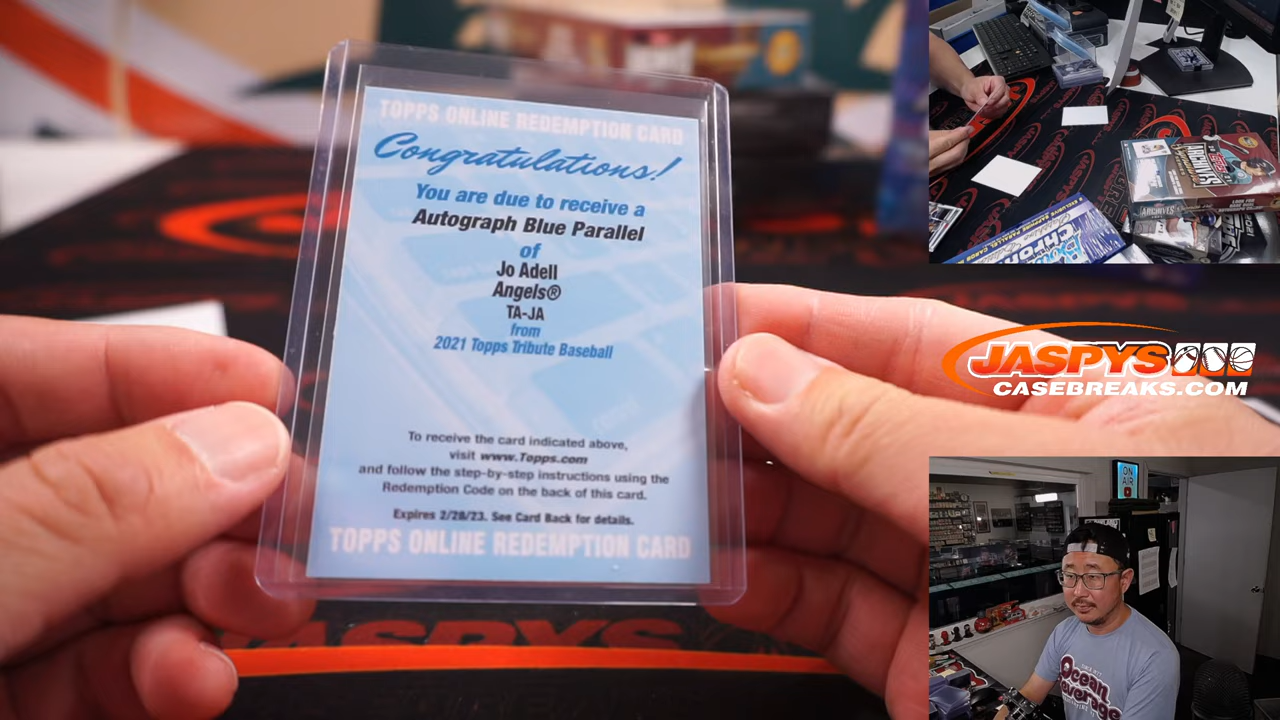 TOPPS ONLINE REDEMPTION CARD
Congratulations!
You are due to receive a
Autograph Blue Parallel
of
Jo Adell
Angels®
TA-JA
from
2021 Topps Tribute Baseball
To receive the card indicated above,
visit www.Topps.com
and follow the step-by-step instructions using the
Redemption Code on the back of this card.
Expires 2/28/23. See Card Back for details.
TOPPS ONLINE REDEMPTION CARD
JASPYS
JASPYS
CASEBREAKS.COM
ARCHIVES
ARCHIVES
ON
AIR
Ocean